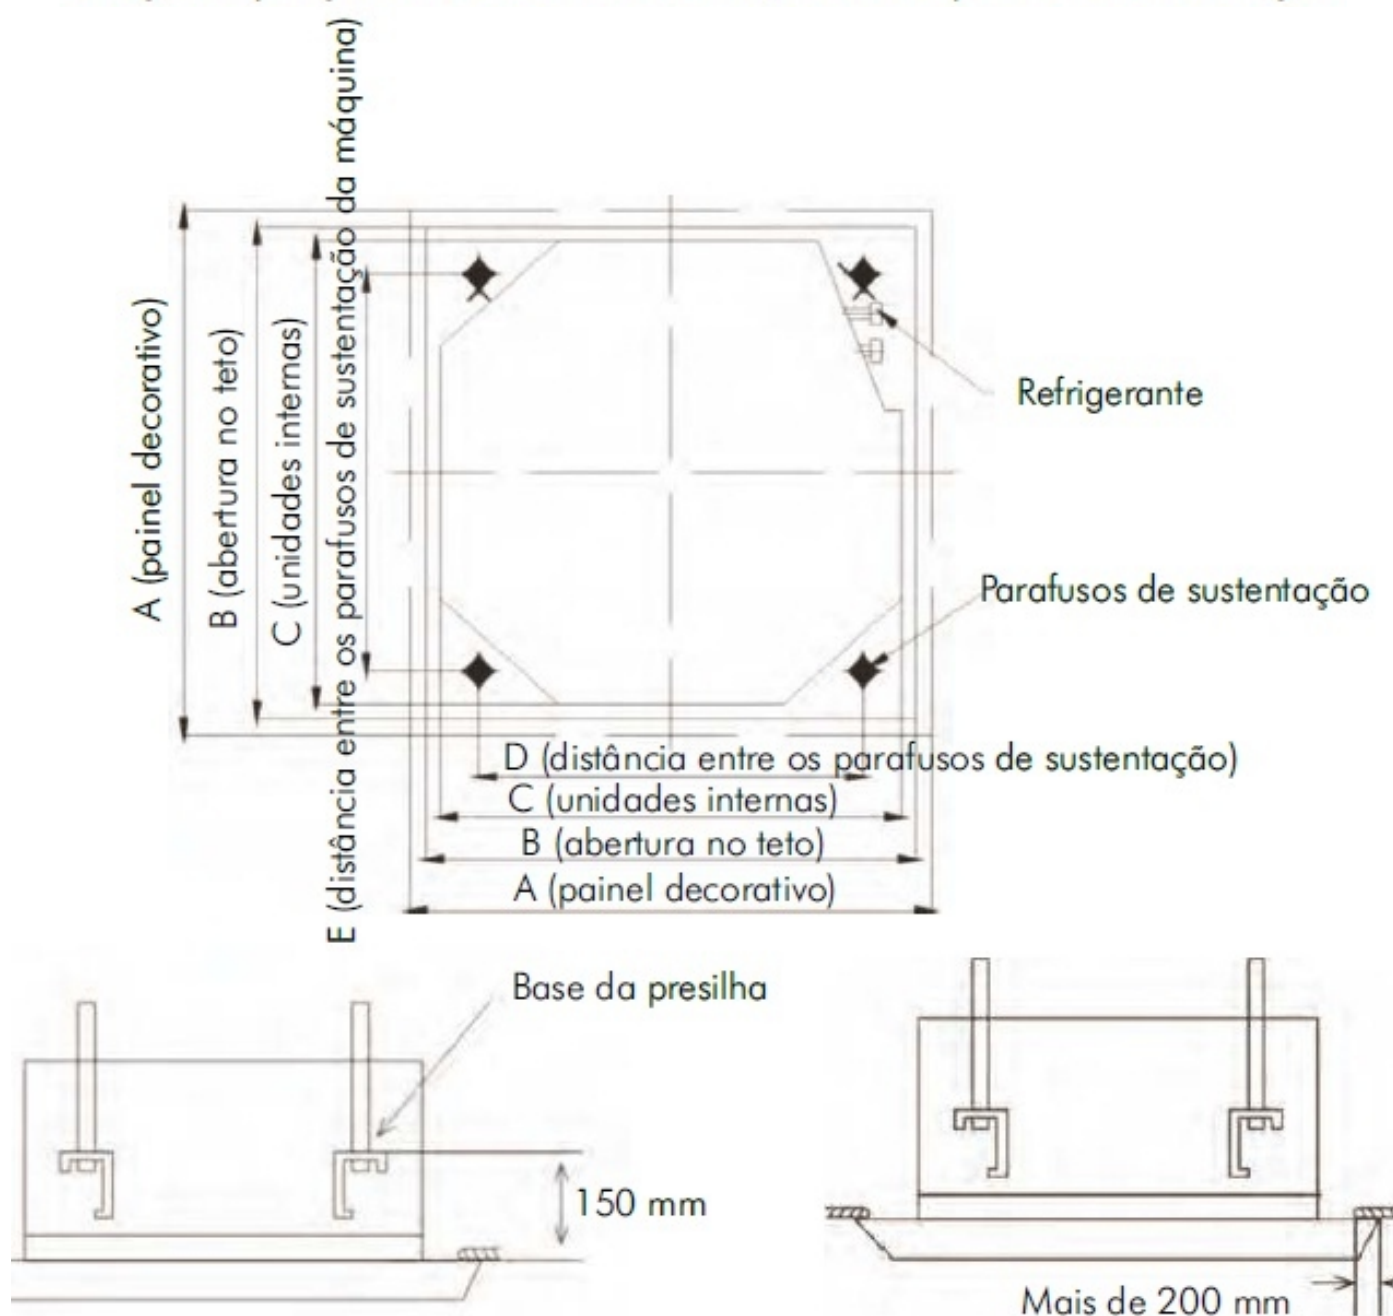 E (distância entre os parafusos de sustentação da máquina)
A (painel decorativo)
B (abertura no teto)
C (unidades internas)
Refrigerante
Parafusos de sustentação
D (distância entre os parafusos de sustentação)
C (unidades internas)
B (abertura no teto)
A (painel decorativo)
Base da presilha
150 mm
Mais de 200 mm